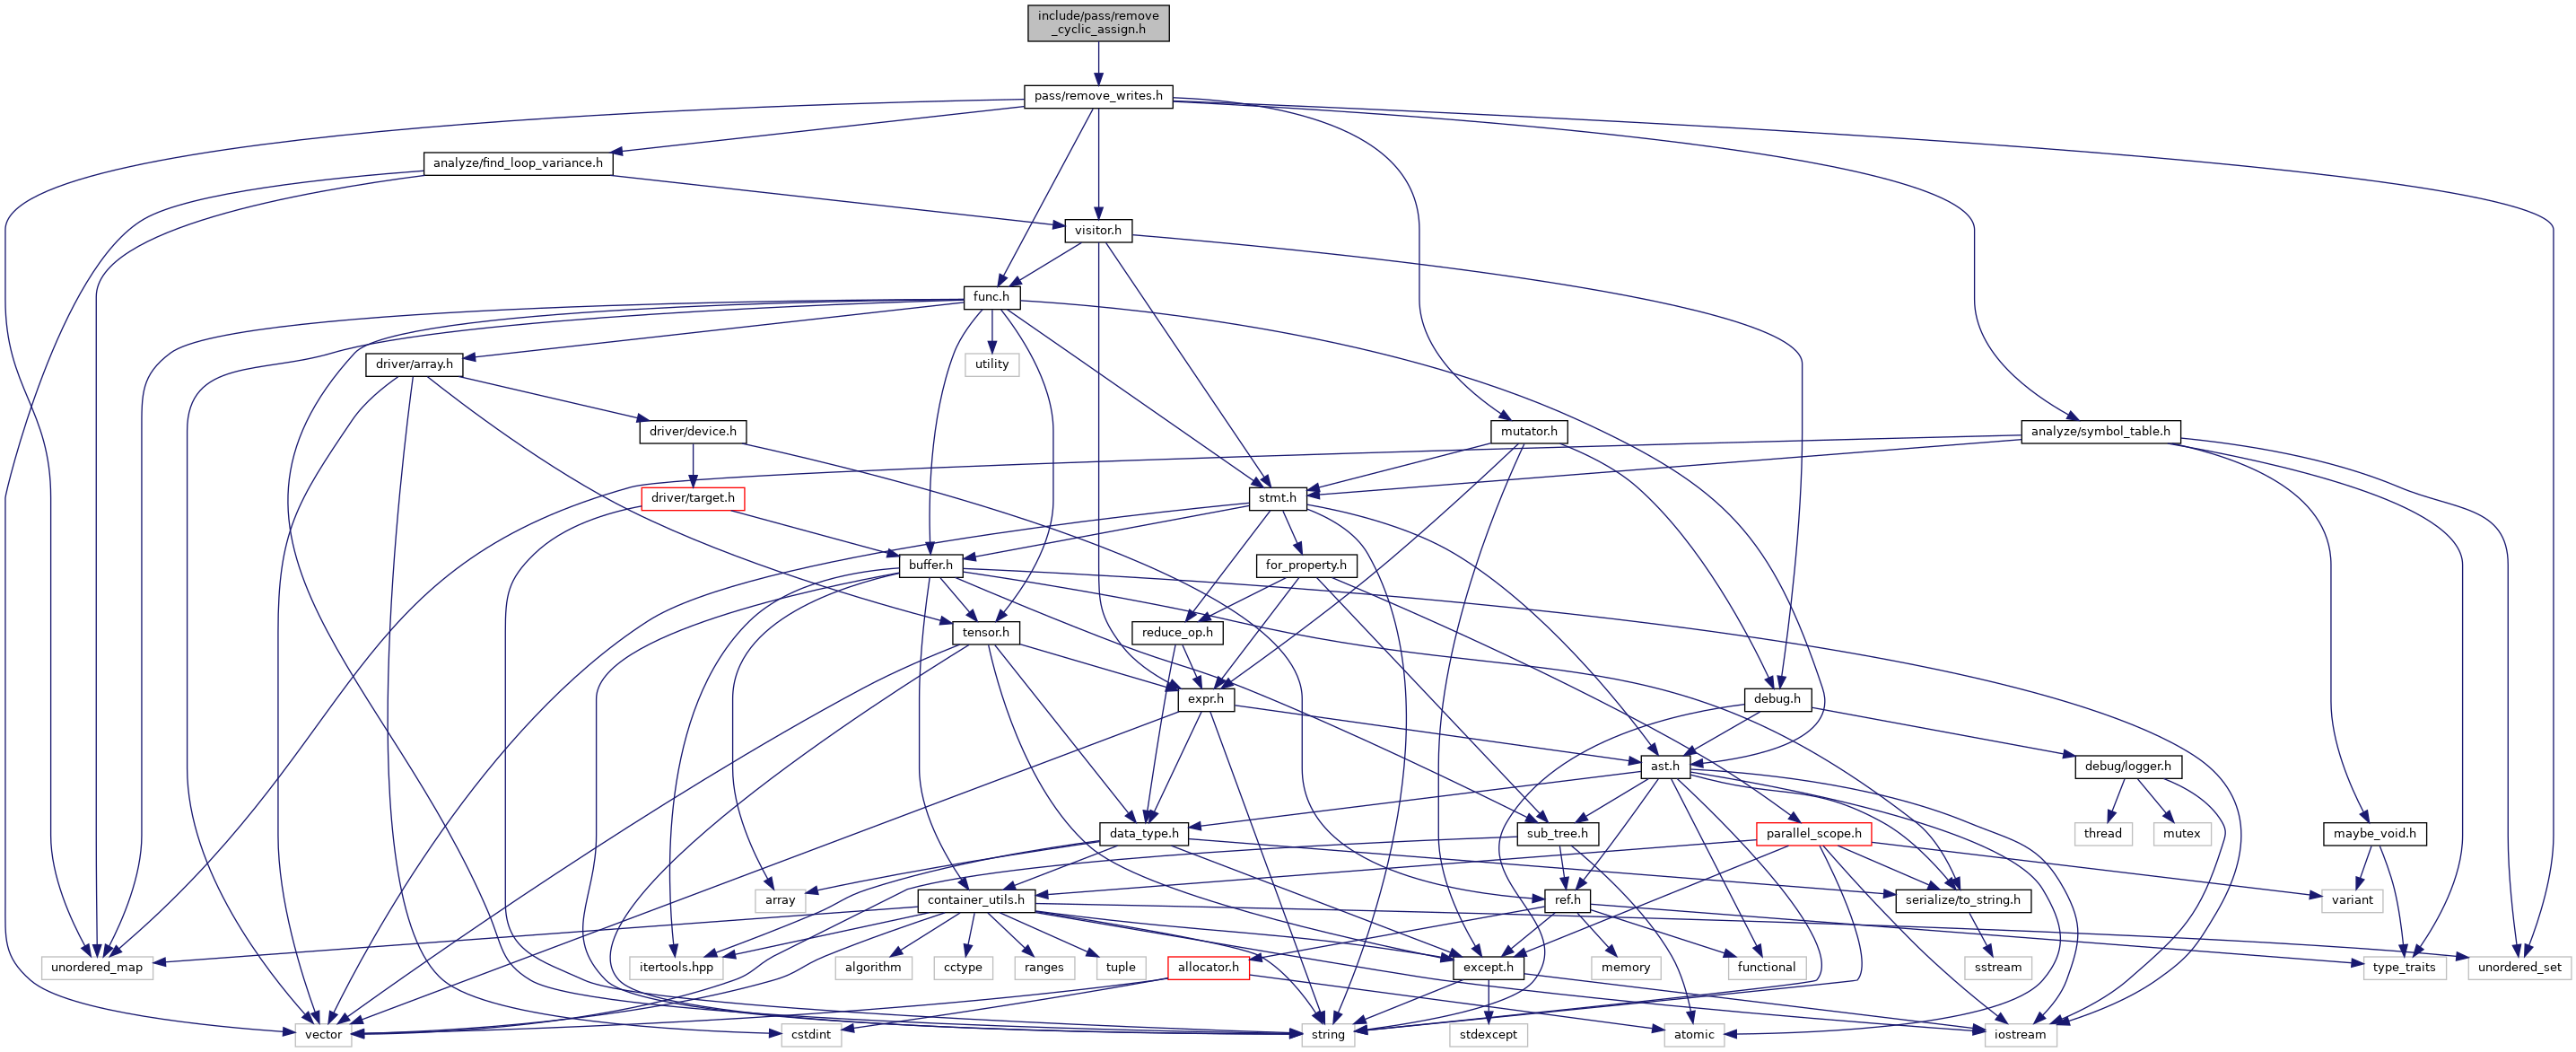 include/pass/remove
_cyclic_assign.h
pass/remove_writes.h
analyze/find_loop_variance.h
visitor.h
func.h
driver/array.h
utility
driver/device.h
mutator.h
analyze/symbol_table.h
driver/target.h
stmt.h
buffer.h
for_property.h
tensor.h
reduce_op.h
expr.h
debug.h
ast.h
debug/logger.h
data_type.h
sub_tree.h
parallel_scope.h
thread
mutex
maybe_void.h
array
container_utils.h
ref.h
serialize/to_string.h
variant
unordered_map
itertools.hpp
algorithm
cctype
ranges
tuple
allocator.h
except.h
memory
functional
sstream
type_traits
unordered_set
vector
cstdint
string
stdexcept
atomic
iostream